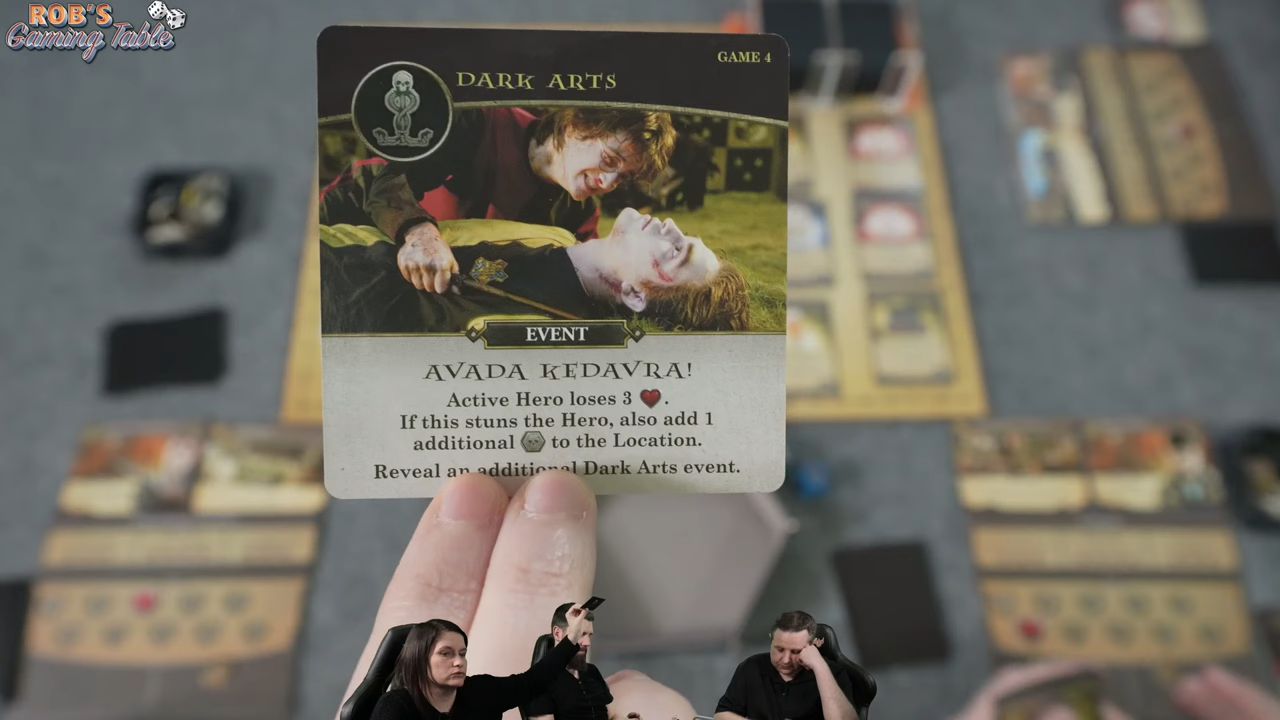 ROB'S
Gaming Table
GAME 4
DARK ARTS
EVENT
AVADA KEDAVRA!
Active Hero loses 3 .
If this stuns the Hero, also add 1
additional to the Location.
Reveal an additional Dark Arts event.